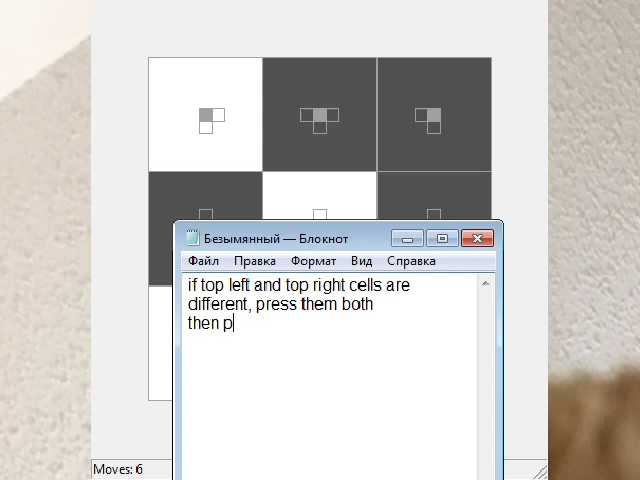 Безымянный — Блокнот
Файл Правка Формат Вид Справка
if top left and top right cells are
different, press them both
then p
Moves: 6